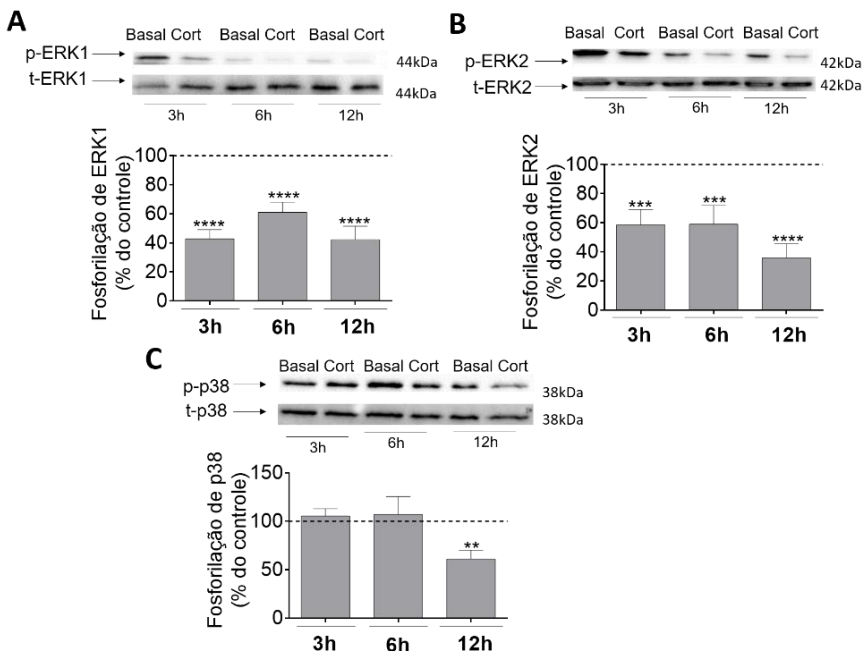 A
Basal Cort Basal Cort Basal Cort
p-ERK1
44kDa
t-ERK1
44kDa
3h 6h 12h
Fosforilação de ERK1
(% do controle)
100
80
60
40
20
0
**** **** ****
3h 6h 12h
B
Basal Cort Basal Cort Basal Cort
p-ERK2
42kDa
t-ERK2
42kDa
3h 6h 12h
Fosforilação de ERK2
(% do controle)
100
80
60
40
20
0
*** *** ****
3h 6h 12h
C
Basal Cort Basal Cort Basal Cort
p-p38
38kDa
t-p38
38kDa
3h 6h 12h
Fosforilação de p38
(% do controle)
150
100
50
0
**
3h 6h 12h